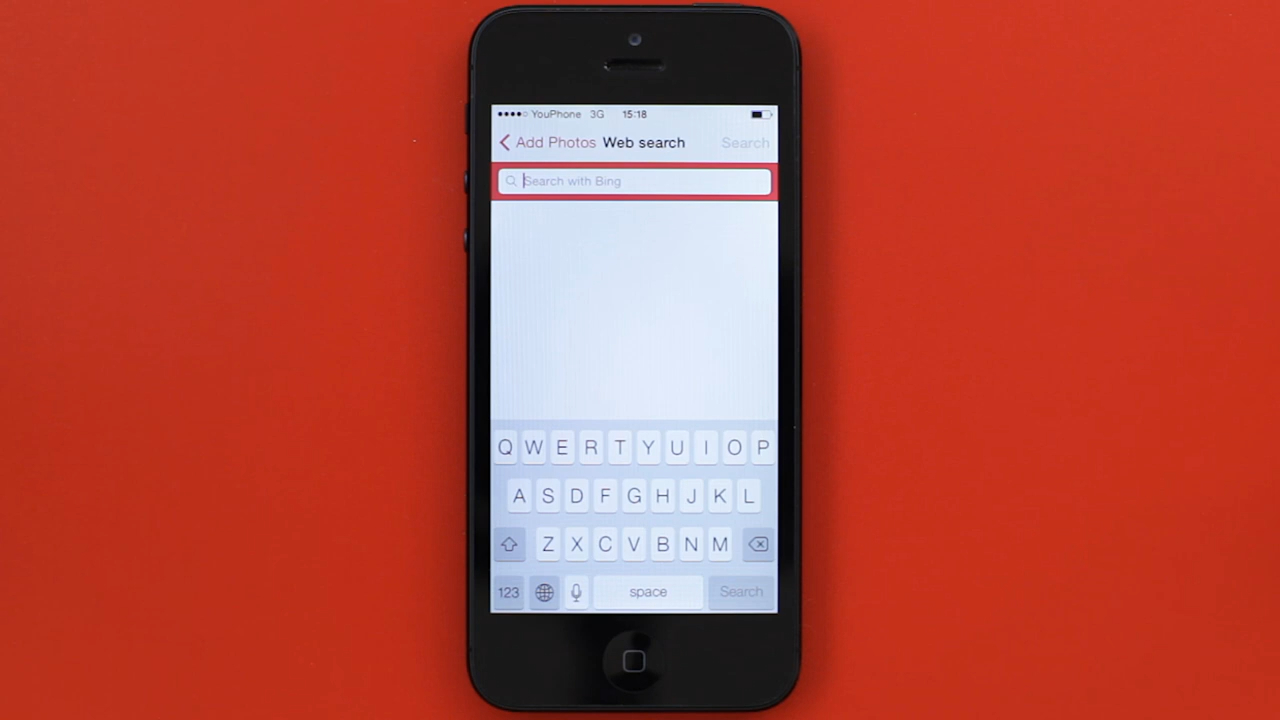 YouPhone 3G 15:18
Add Photos Web search Search
Search with Bing
Q W E R T Y U I O P
A S D F G H J K L
Z X C V B N M
123 space Search